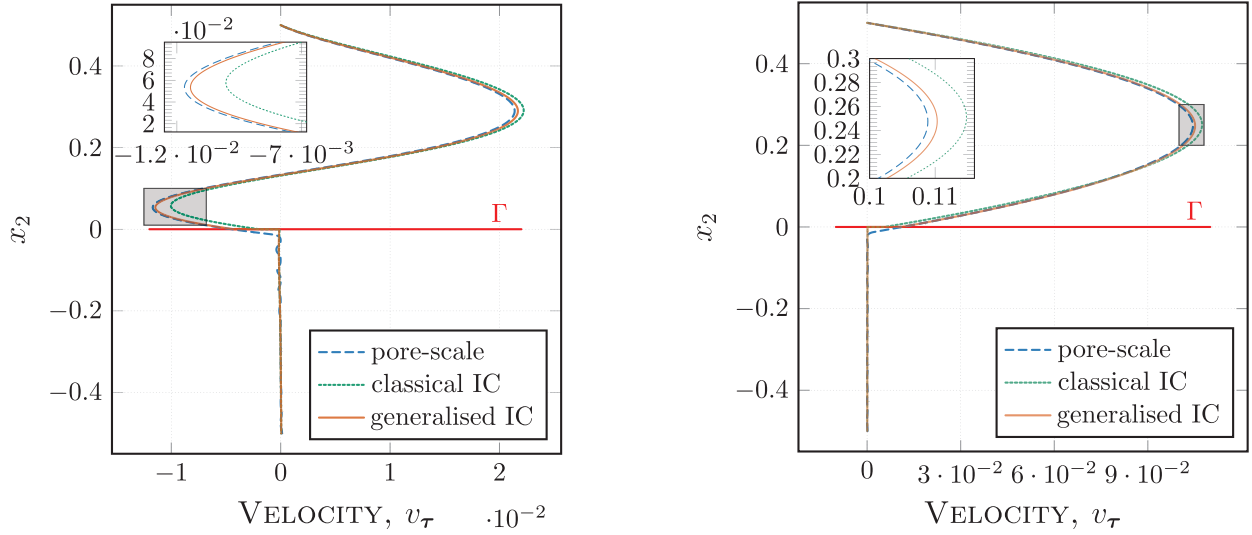 ·10⁻²
8
6
4
2
−1.2 · 10⁻² −7 · 10⁻³
0.4
0.2
0
−0.2
−0.4
x₂
Γ
pore-scale
classical IC
generalised IC
−1 0 1 2
VELOCITY, v_τ ·10⁻²
0.3
0.28
0.26
0.24
0.22
0.2
0.1 0.11
0.4
0.2
0
−0.2
−0.4
x₂
Γ
pore-scale
classical IC
generalised IC
0 3 · 10⁻² 6 · 10⁻² 9 · 10⁻²
VELOCITY, v_τ